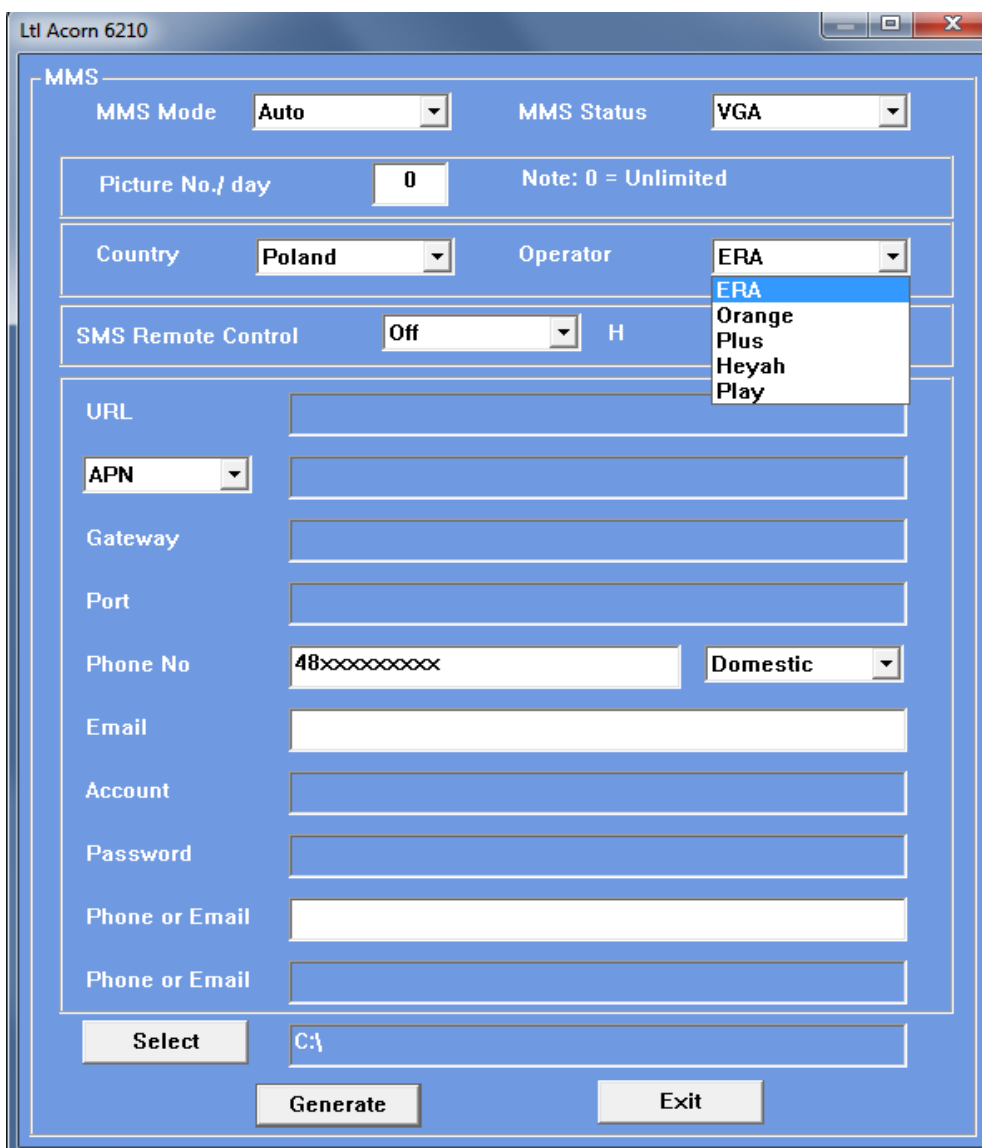 Ltl Acorn 6210
MMS
MMS Mode Auto MMS Status VGA
Picture No./ day 0 Note: 0 = Unlimited
Country Poland Operator ERA
ERA
Orange
SMS Remote Control Off H
Plus
Heyah
Play
URL
APN
Gateway
Port
Phone No 48xxxxxxxxx Domestic
Email
Account
Password
Phone or Email
Phone or Email
Select C:\
Generate Exit